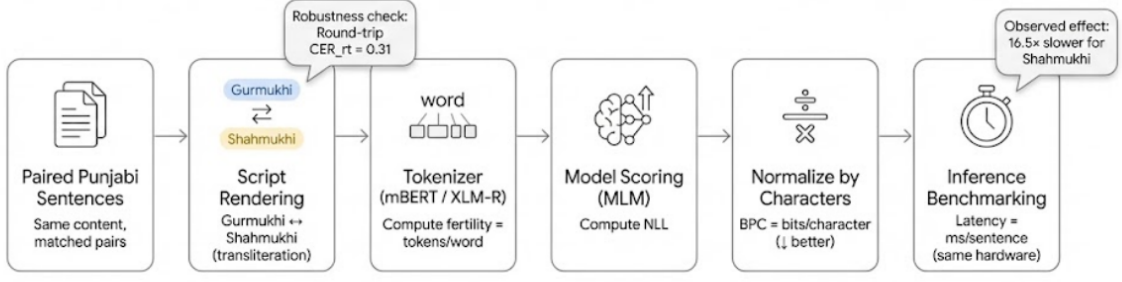 Robustness check:
Round-trip
CER_rt = 0.31
Observed effect:
16.5× slower for
Shahmukhi
Paired Punjabi
Sentences
Same content,
matched pairs
Gurmukhi
⇄
Shahmukhi
Script
Rendering
Gurmukhi ↔
Shahmukhi
(transliteration)
word
Tokenizer
(mBERT / XLM-R)
Compute fertility =
tokens/word
Model Scoring
(MLM)
Compute NLL
Normalize by
Characters
BPC = bits/character
(↓ better)
Inference
Benchmarking
Latency =
ms/sentence
(same hardware)